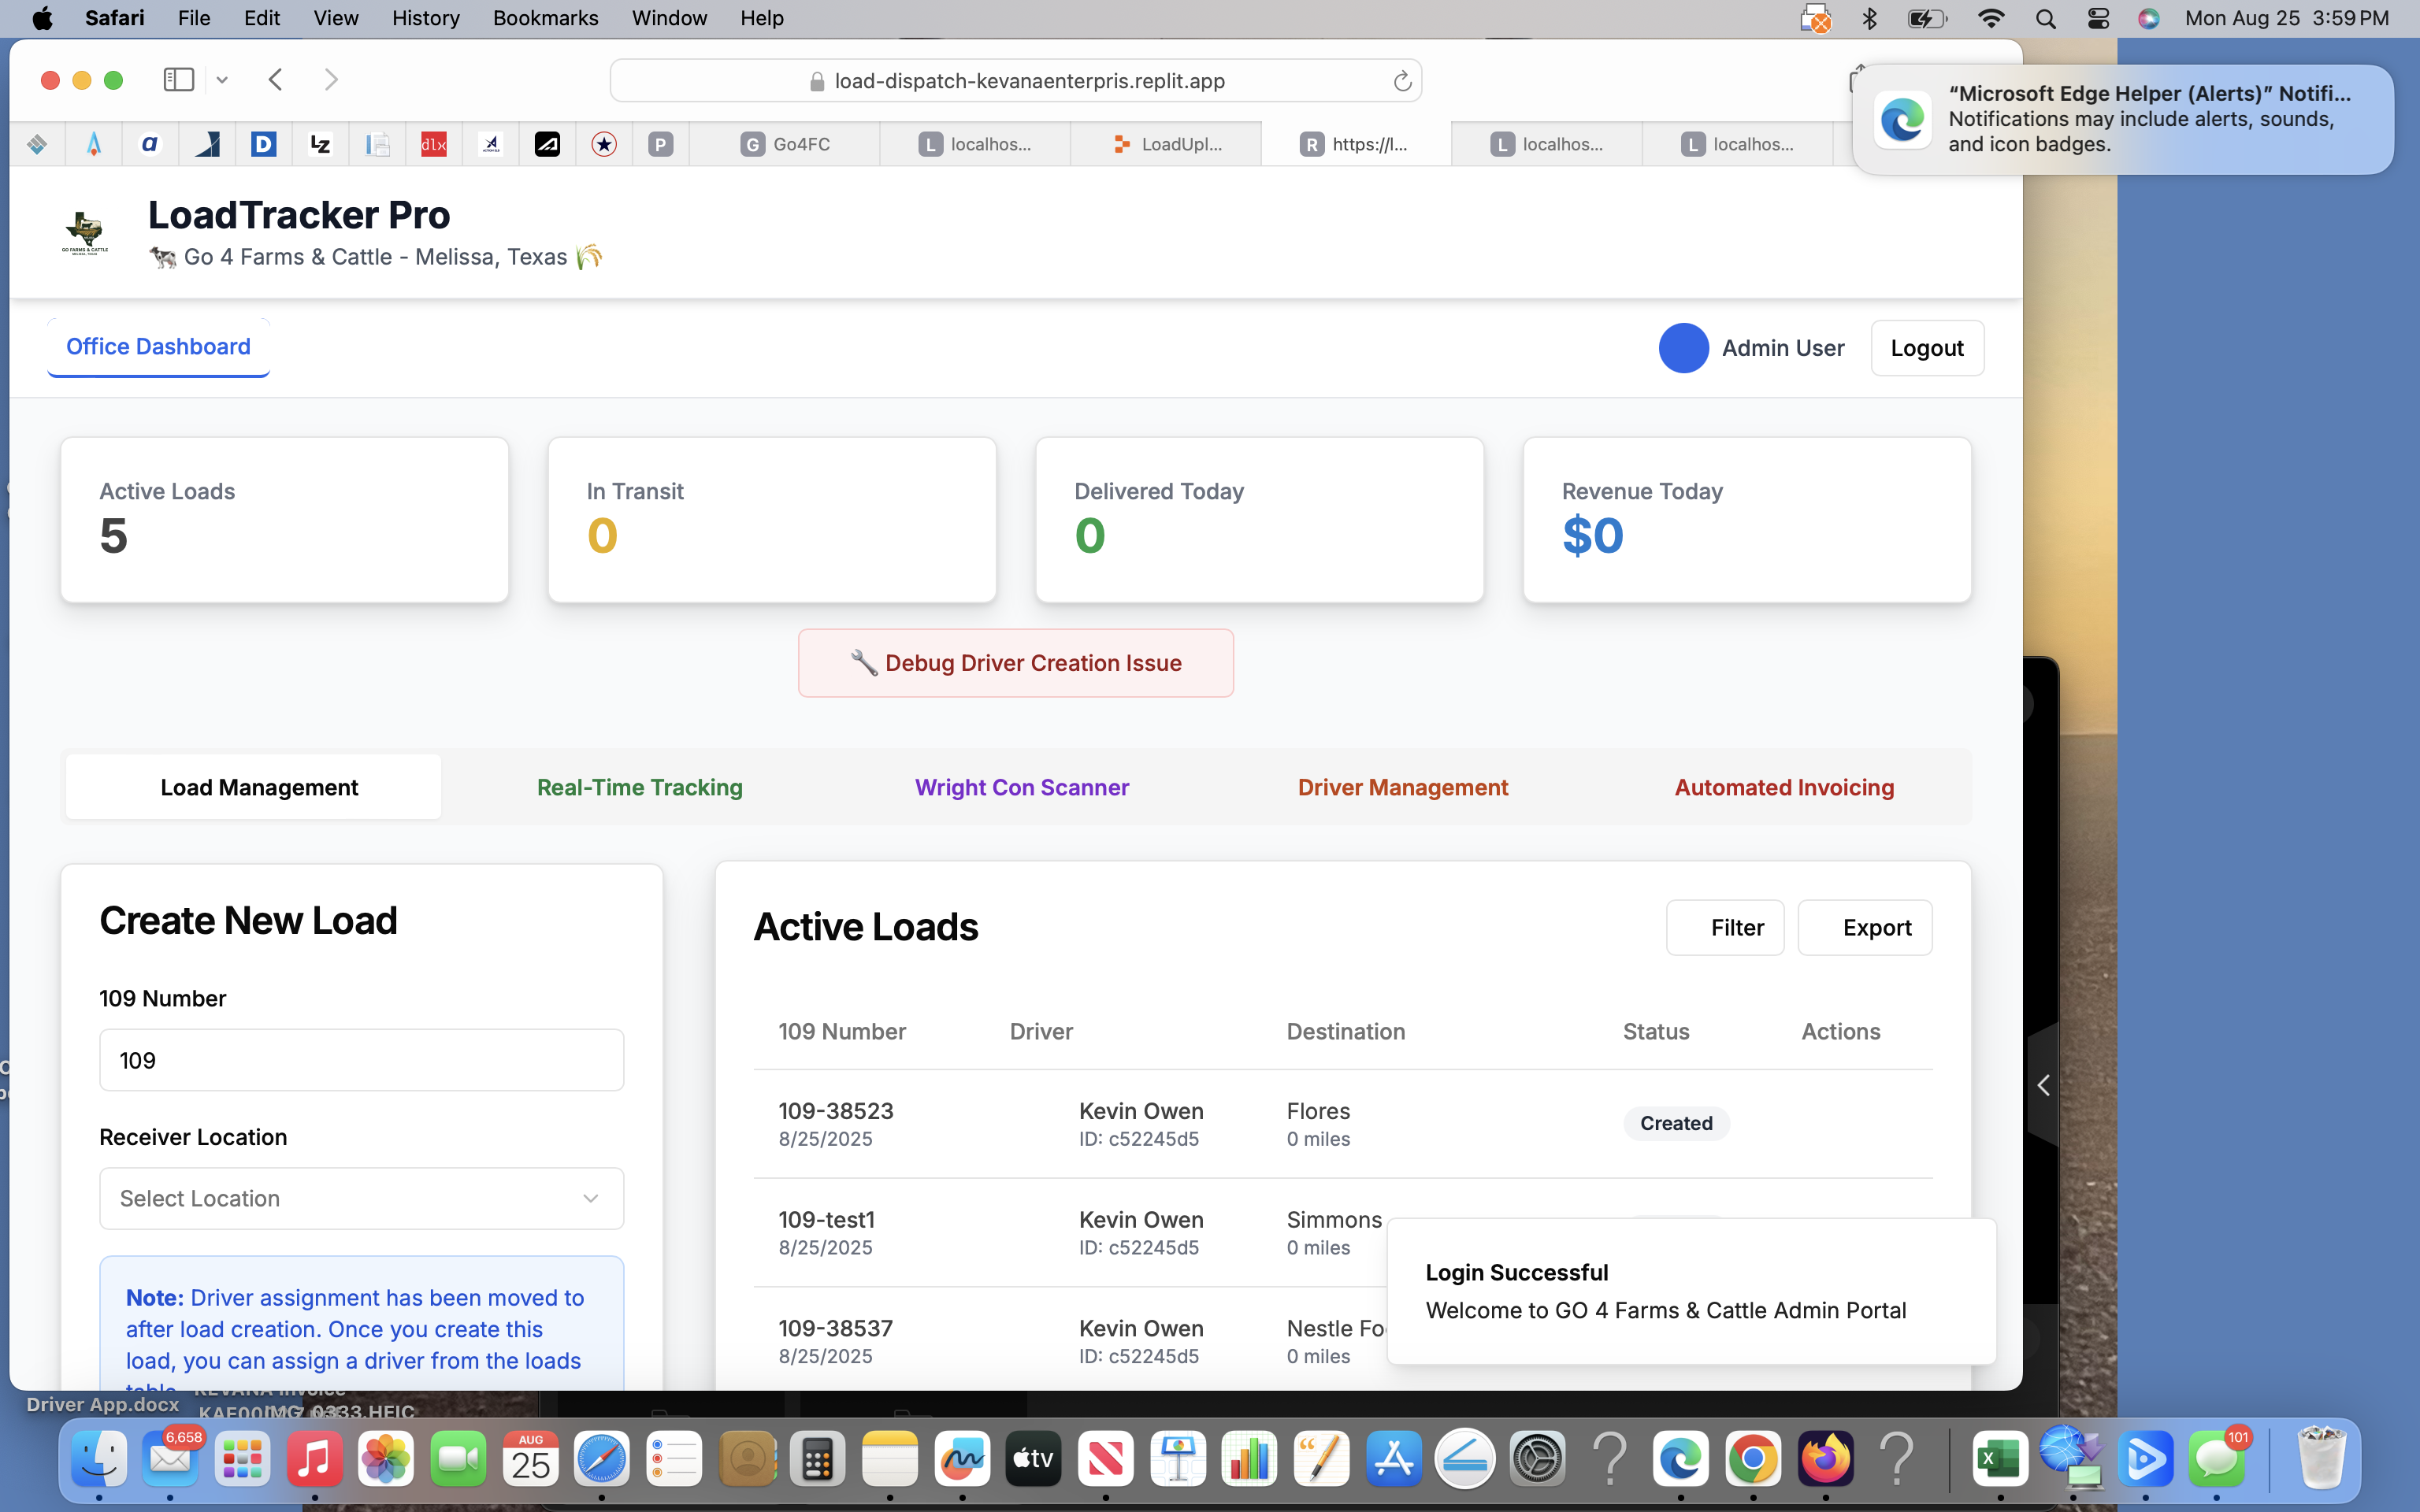 Safari File Edit View History Bookmarks Window Help
Mon Aug 25 3:59 PM
load-dispatch-kevanaenterpris.replit.app
"Microsoft Edge Helper (Alerts)" Notifi...
Notifications may include alerts, sounds,
and icon badges.
a D LZ dlx P G Go4FC L localhos... LoadUpl... R https://l... L localhos... L localhos...
LoadTracker Pro
GO FARMS & CATTLE
MELISSA, TEXAS
🐄 Go 4 Farms & Cattle - Melissa, Texas 🌾
Office Dashboard
Admin User
Logout
Active Loads
5
In Transit
0
Delivered Today
0
Revenue Today
$0
🔧 Debug Driver Creation Issue
Load Management
Real-Time Tracking
Wright Con Scanner
Driver Management
Automated Invoicing
Create New Load
109 Number
109
Receiver Location
Select Location
Note: Driver assignment has been moved to
after load creation. Once you create this
load, you can assign a driver from the loads
table.
Active Loads
Filter
Export
109 Number Driver Destination Status Actions
109-38523 Kevin Owen Flores Created
8/25/2025 ID: c52245d5 0 miles
109-test1 Kevin Owen Simmons
8/25/2025 ID: c52245d5 0 miles
109-38537 Kevin Owen Nestle Fo
8/25/2025 ID: c52245d5 0 miles
Login Successful
Welcome to GO 4 Farms & Cattle Admin Portal
Driver App.docx
KEVANA Invoice
IMG_0333.HEIC
6,658
AUG
25
tv
101